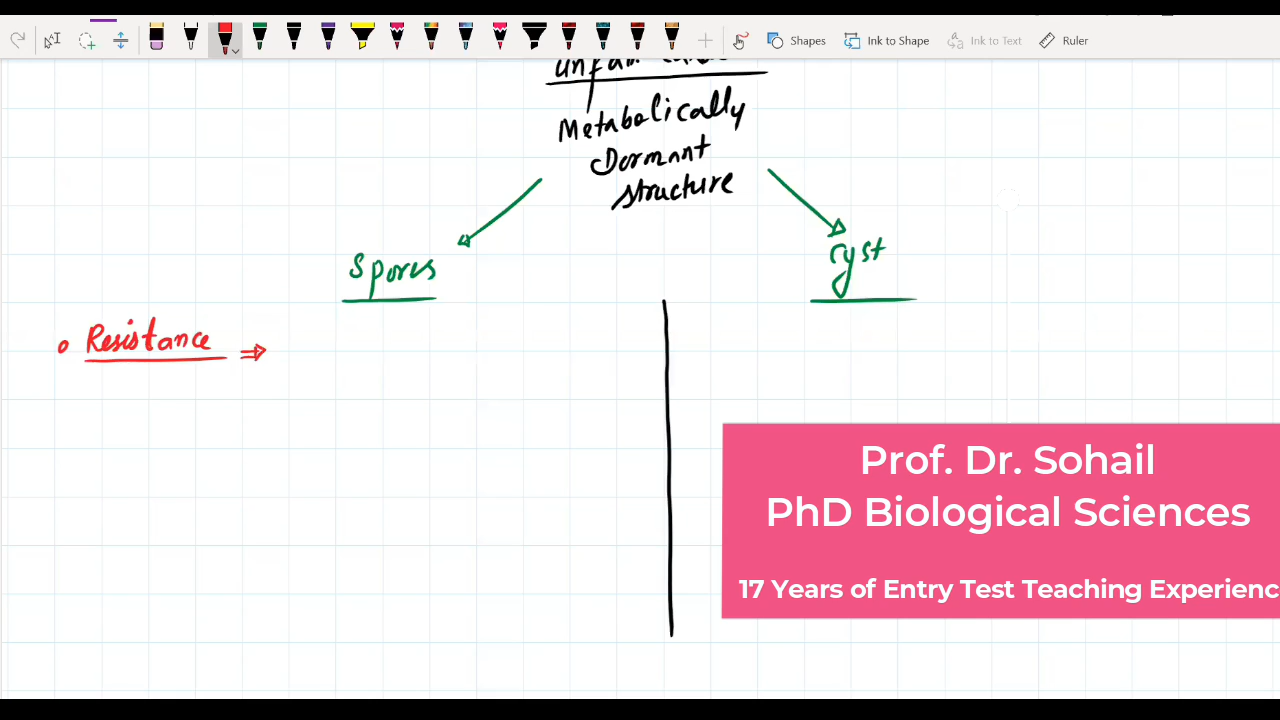 Shapes
Ink to Shape
Ink to Text
Ruler
Metabolically
Dormant
structure
Spores
Cyst
Resistance ⇒
Prof. Dr. Sohail
PhD Biological Sciences
17 Years of Entry Test Teaching Experienc